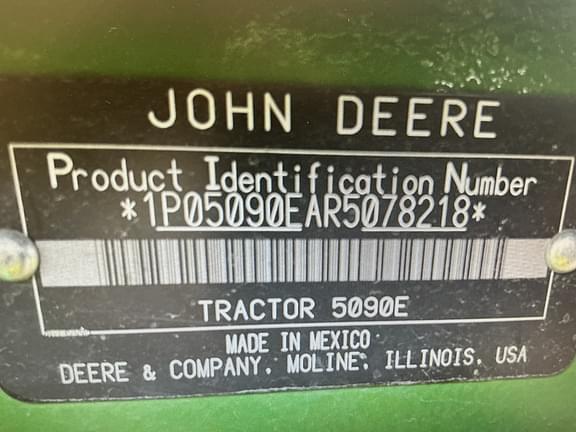 JOHN DEERE
Product Identification Number
*1P05090EAR5078218*
TRACTOR 5090E
MADE IN MEXICO
DEERE & COMPANY, MOLINE, ILLINOIS, USA